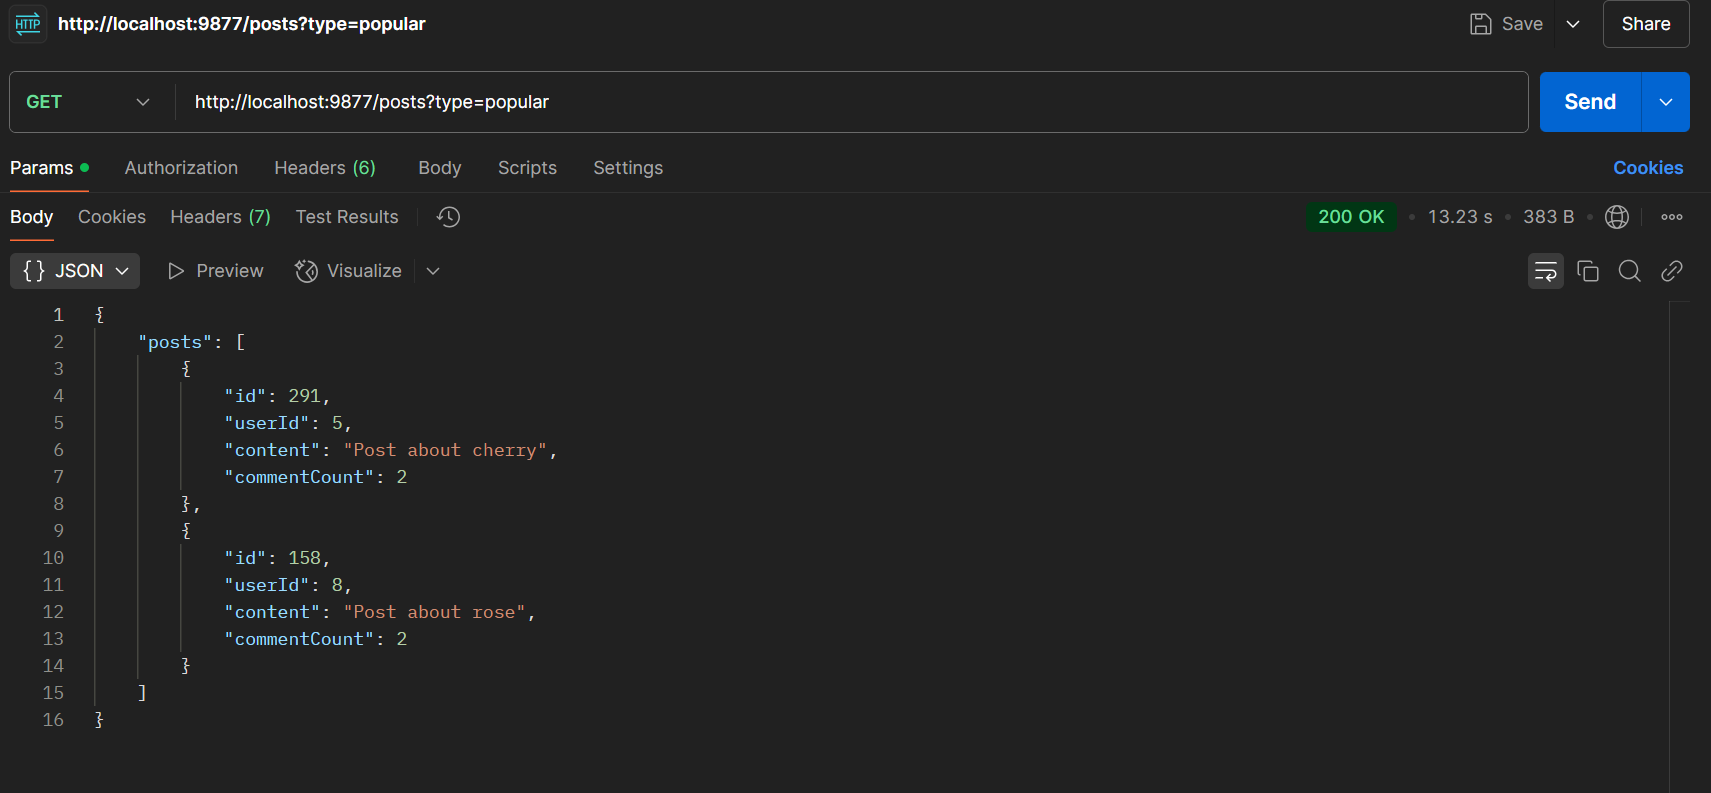 HTTP http://localhost:9877/posts?type=popular Save Share
GET http://localhost:9877/posts?type=popular Send
Params Authorization Headers (6) Body Scripts Settings Cookies
Body Cookies Headers (7) Test Results 200 OK • 13.23 s • 383 B •
{} JSON Preview Visualize
1 {
2 "posts": [
3 {
4 "id": 291,
5 "userId": 5,
6 "content": "Post about cherry",
7 "commentCount": 2
8 },
9 {
10 "id": 158,
11 "userId": 8,
12 "content": "Post about rose",
13 "commentCount": 2
14 }
15 ]
16 }